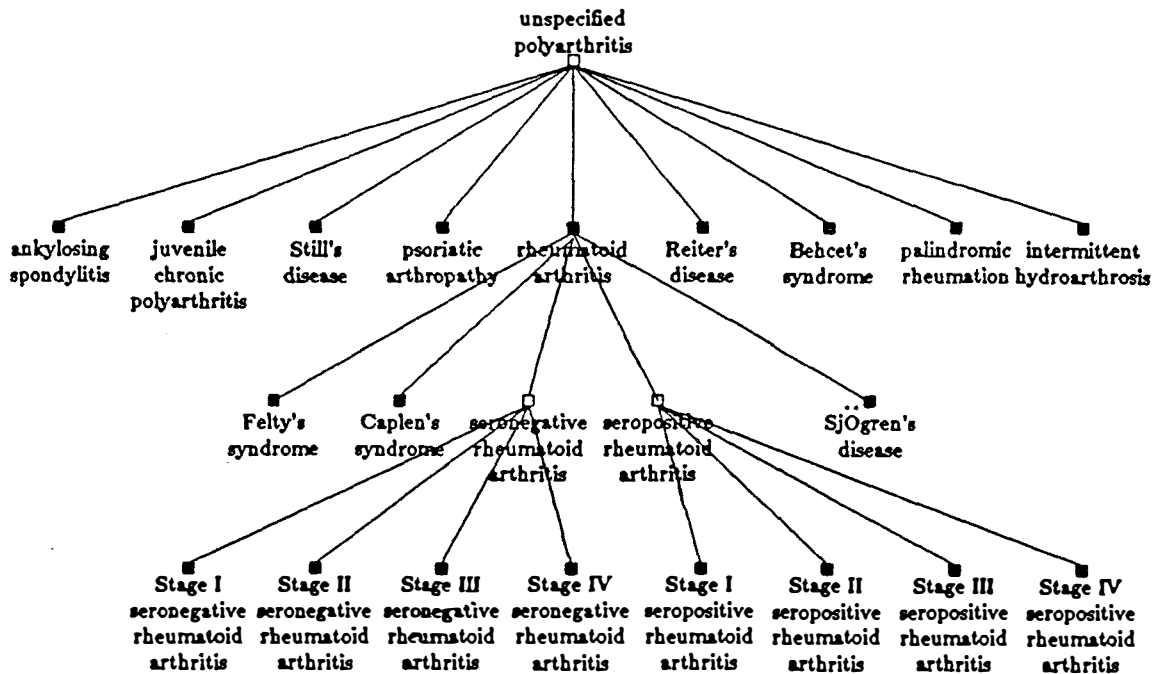 unspecified
polyarthritis
ankylosing
spondylitis
juvenile
chronic
polyarthritis
Still's
disease
psoriatic
arthropathy
rheumatoid
arthritis
Reiter's
disease
Behcet's
syndrome
palindromic
rheumation
intermittent
hydroarthrosis
Felty's
syndrome
Caplen's
syndrome
seronegative
rheumatoid
arthritis
seropositive
rheumatoid
arthritis
SjÖgren's
disease
Stage I
seronegative
rheumatoid
arthritis
Stage II
seronegative
rheumatoid
arthritis
Stage III
seronegative
rheumatoid
arthritis
Stage IV
seronegative
rheumatoid
arthritis
Stage I
seropositive
rheumatoid
arthritis
Stage II
seropositive
rheumatoid
arthritis
Stage III
seropositive
rheumatoid
arthritis
Stage IV
seropositive
rheumatoid
arthritis